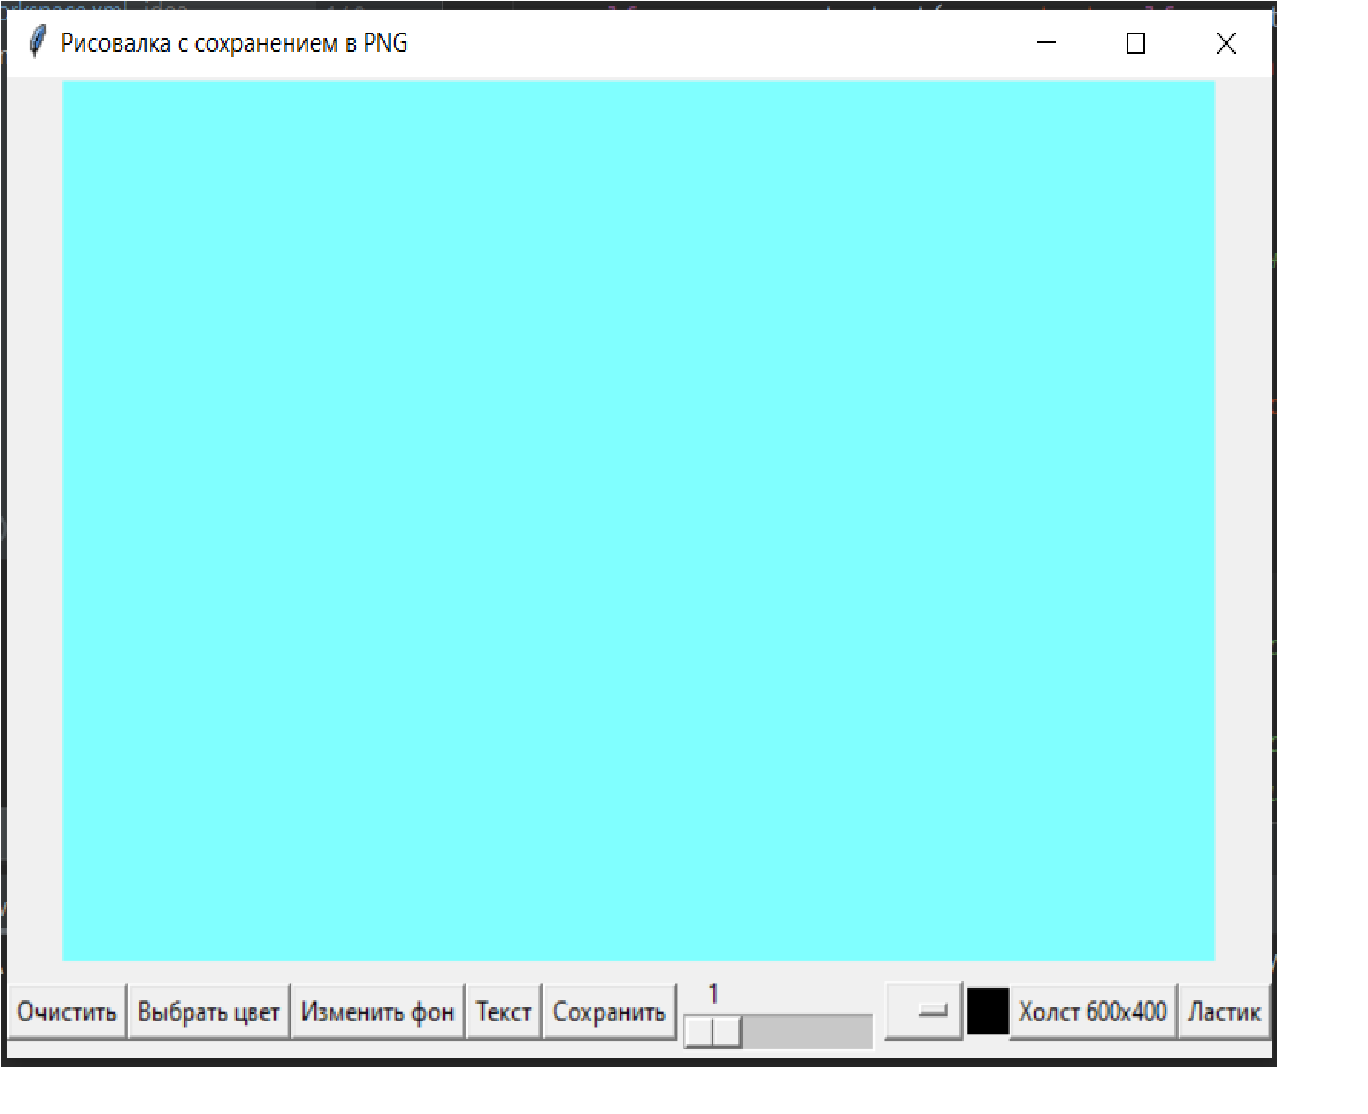 Рисовалка с сохранением в PNG
1
Очистить Выбрать цвет Изменить фон Текст Сохранить Холст 600x400 Ластик